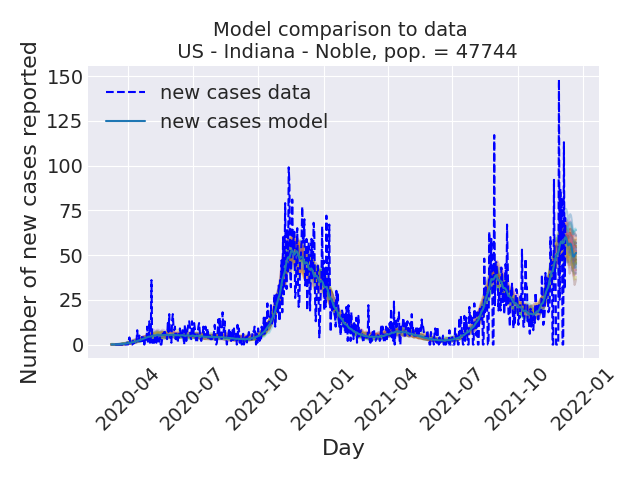 Model comparison to data
US - Indiana - Noble, pop. = 47744
Number of new cases reported
150
125
100
75
50
25
0
new cases data
new cases model
2020-04
2020-07
2020-10
2021-01
2021-04
2021-07
2021-10
2022-01
Day